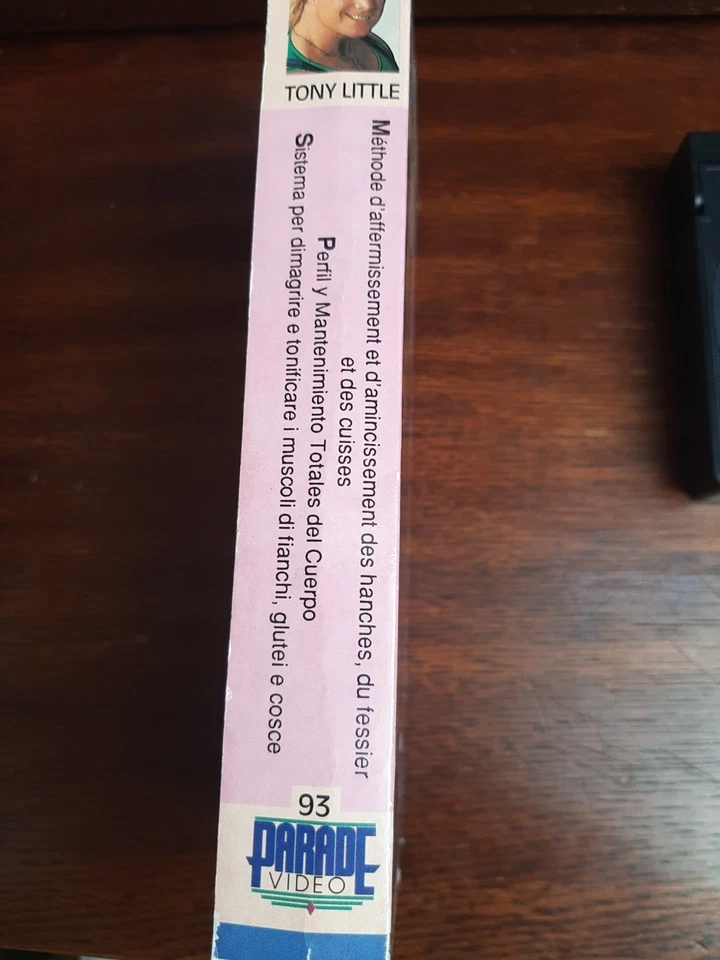 TONY LITTLE
Méthode d'affermissement et d'amincissement des hanches, du fessier
et des cuisses
Perfil y Mantenimiento Totales del Cuerpo
Sistema per dimagrire e tonificare i muscoli di fianchi, glutei e cosce
93
PARADE
VIDEO